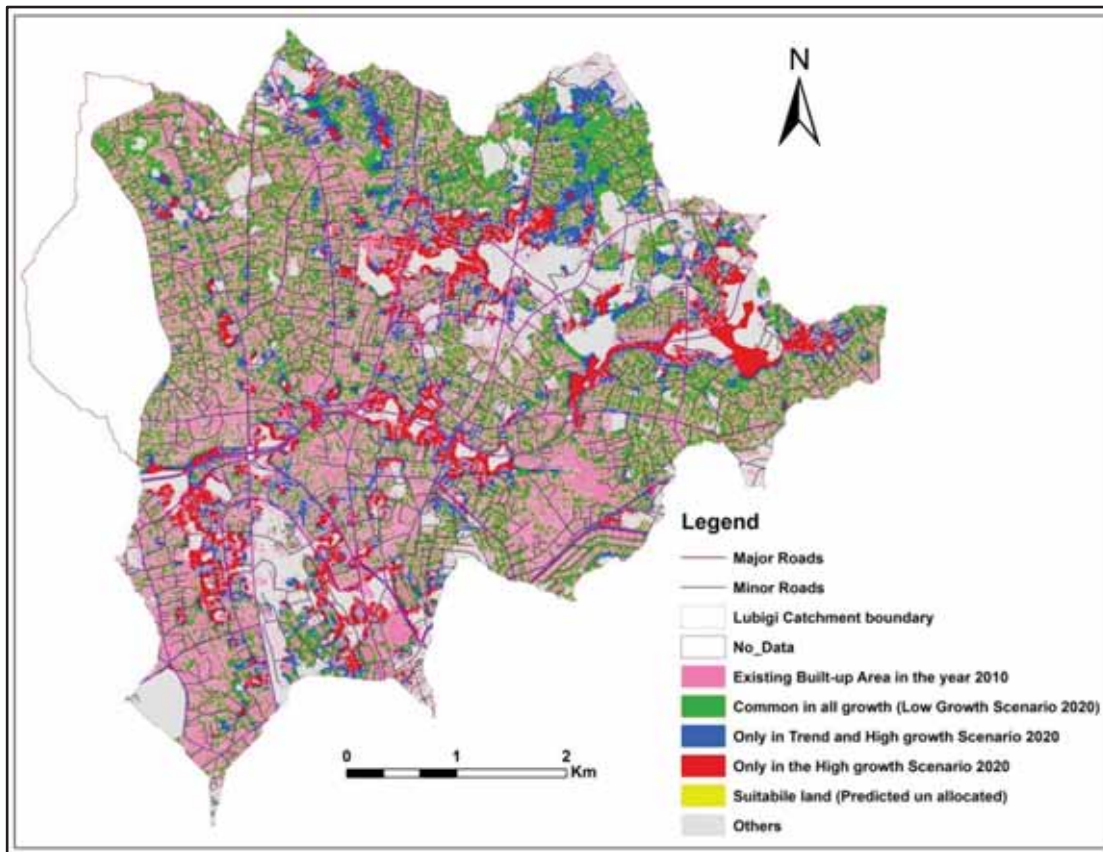 N
Legend
Major Roads
Minor Roads
Lubigi Catchment boundary
No_Data
Existing Built-up Area in the year 2010
Common in all growth (Low Growth Scenario 2020)
Only in Trend and High growth Scenario 2020
Only in the High growth Scenario 2020
Suitabile land (Predicted un allocated)
Others
0 1 2
Km